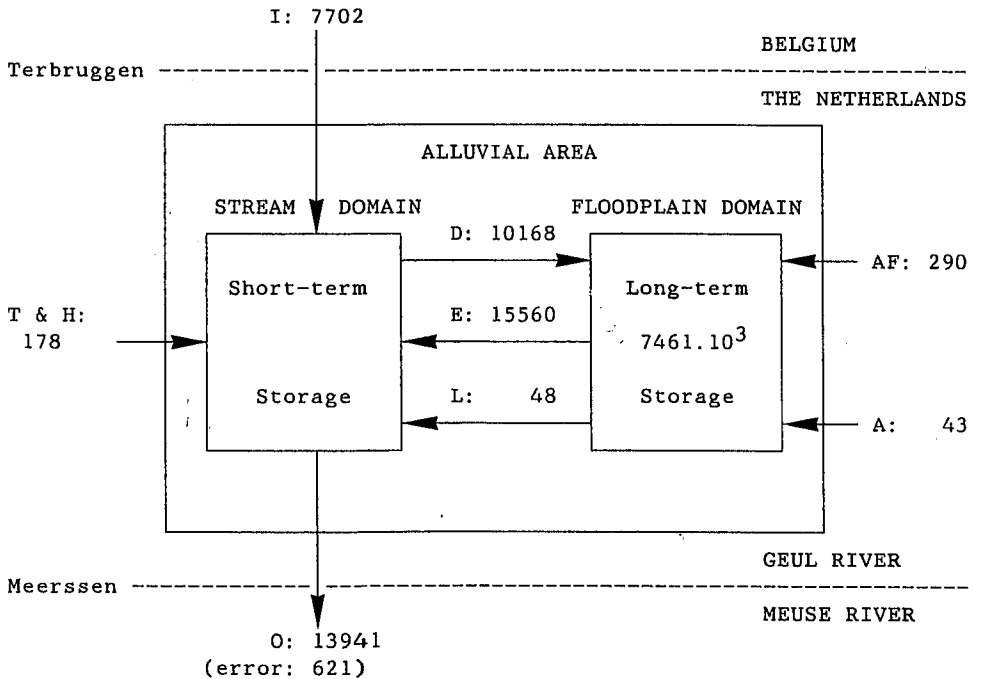 I: 7702
BELGIUM
Terbruggen
THE NETHERLANDS
ALLUVIAL AREA
STREAM DOMAIN
FLOODPLAIN DOMAIN
D: 10168
AF: 290
Short-term
Long-term
T & H:
178
E: 15560
7461.10³
Storage
L: 48
Storage
A: 43
GEUL RIVER
Meerssen
MEUSE RIVER
O: 13941
(error: 621)